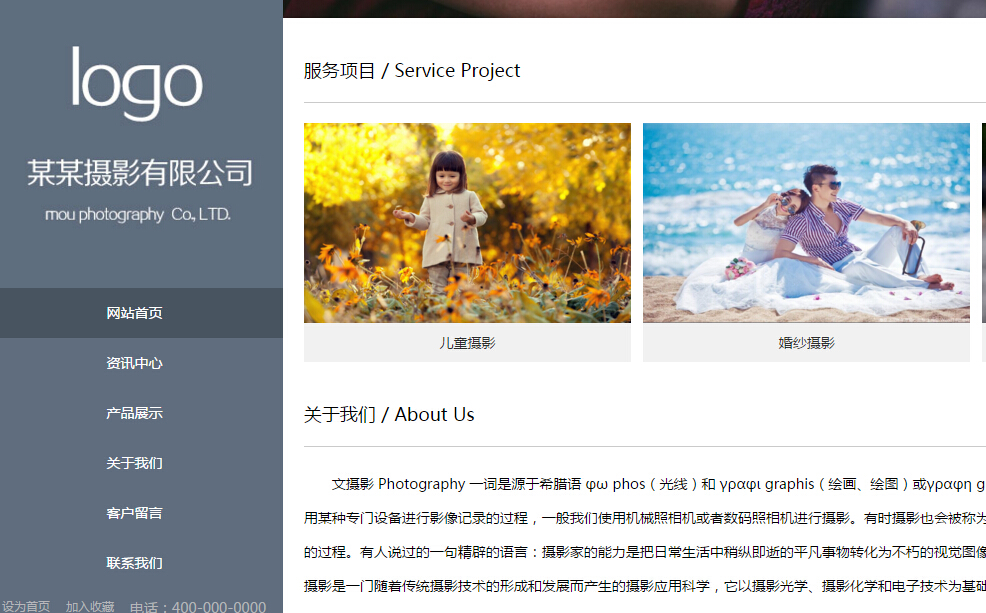 logo
某某摄影有限公司
mou photography Co., LTD.
网站首页
资讯中心
产品展示
关于我们
客户留言
联系我们
设为首页 加入收藏 电话：400-000-0000
服务项目 / Service Project
儿童摄影
婚纱摄影
关于我们 / About Us
文摄影 Photography 一词是源于希腊语 φω phos（光线）和 γραφι graphis（绘画、绘图）或γραφη g
用某种专门设备进行影像记录的过程，一般我们使用机械照相机或者数码照相机进行摄影。有时摄影也会被称为
的过程。有人说过的一句精辟的语言：摄影家的能力是把日常生活中稍纵即逝的平凡事物转化为不朽的视觉图像
摄影是一门随着传统摄影技术的形成和发展而产生的摄影应用科学，它以摄影光学、摄影化学和电子技术为基础